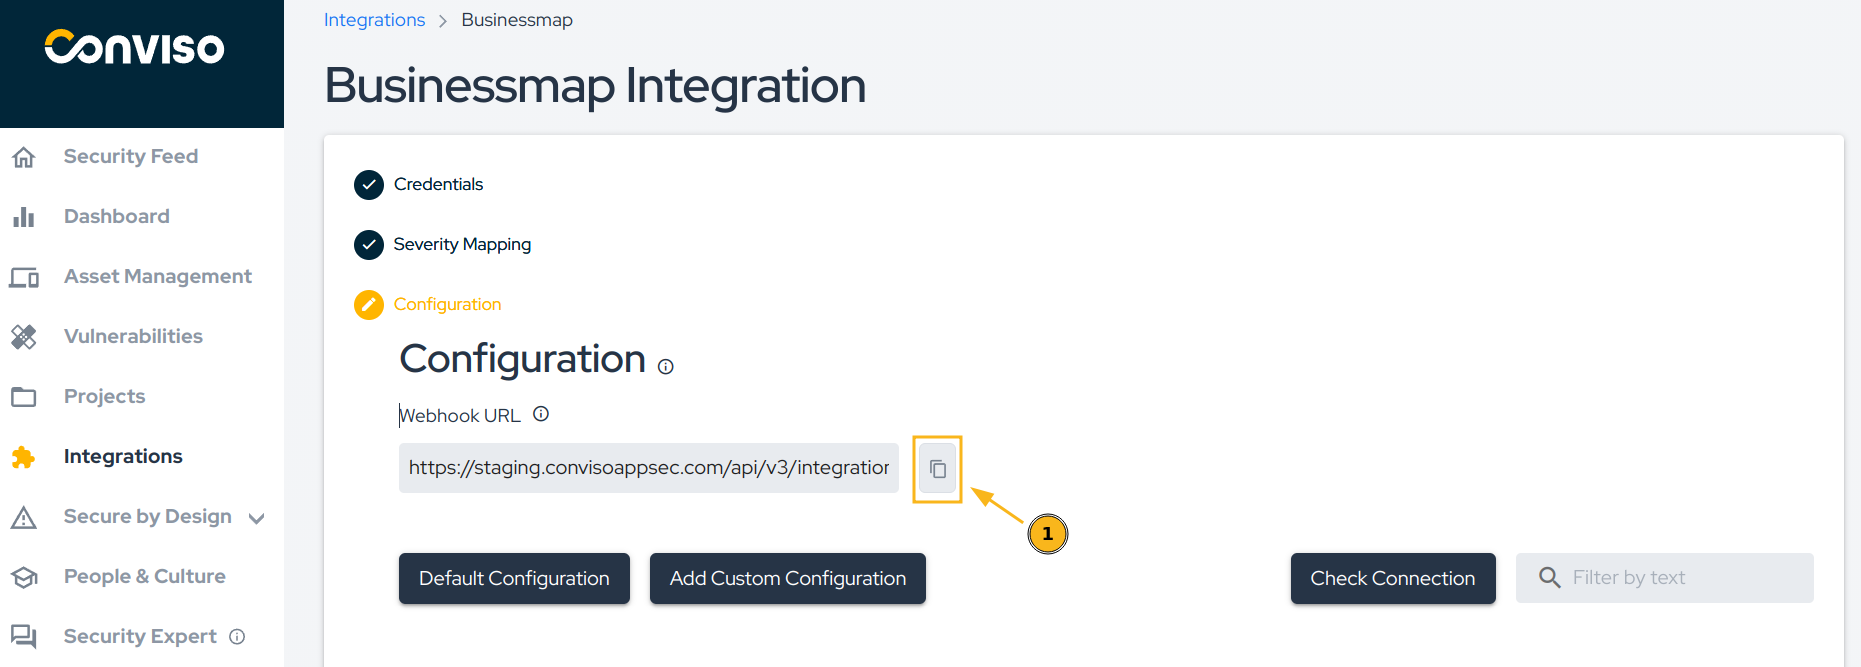 Conviso
Integrations > Businessmap
Businessmap Integration
Security Feed
Dashboard
Asset Management
Vulnerabilities
Projects
Integrations
Secure by Design
People & Culture
Security Expert
Credentials
Severity Mapping
Configuration
Configuration
Webhook URL
https://staging.convisoappsec.com/api/v3/integration
1
Default Configuration
Add Custom Configuration
Check Connection
Filter by text